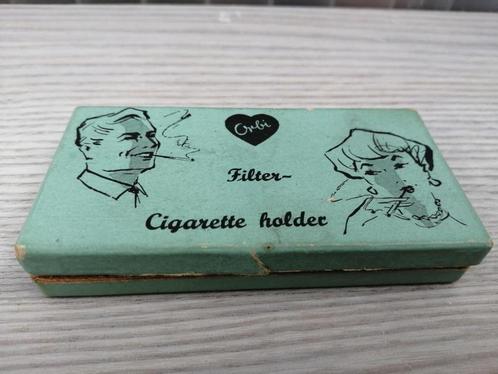 Orbi
Filter-
Cigarette holder